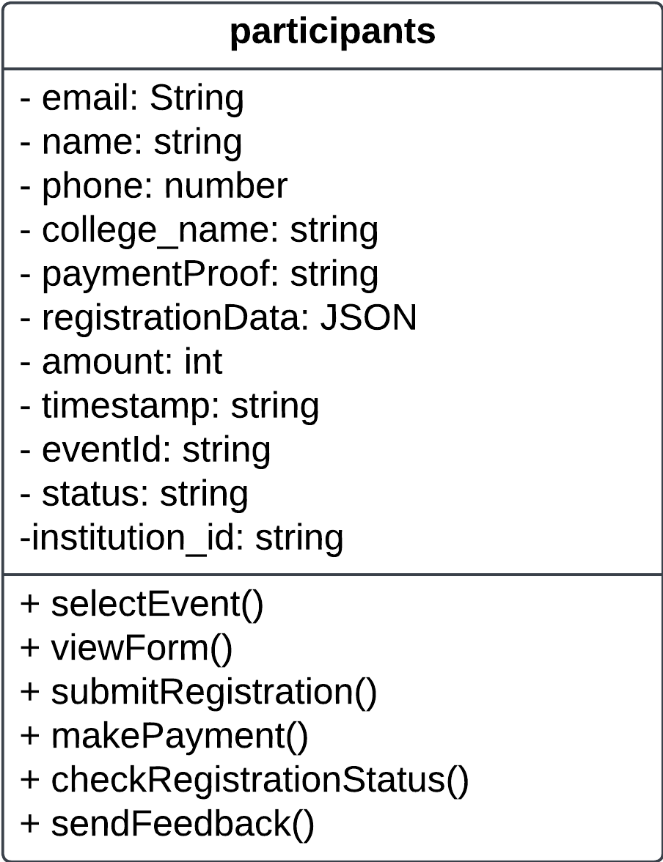 participants
- email: String
- name: string
- phone: number
- college_name: string
- paymentProof: string
- registrationData: JSON
- amount: int
- timestamp: string
- eventId: string
- status: string
-institution_id: string
+ selectEvent()
+ viewForm()
+ submitRegistration()
+ makePayment()
+ checkRegistrationStatus()
+ sendFeedback()